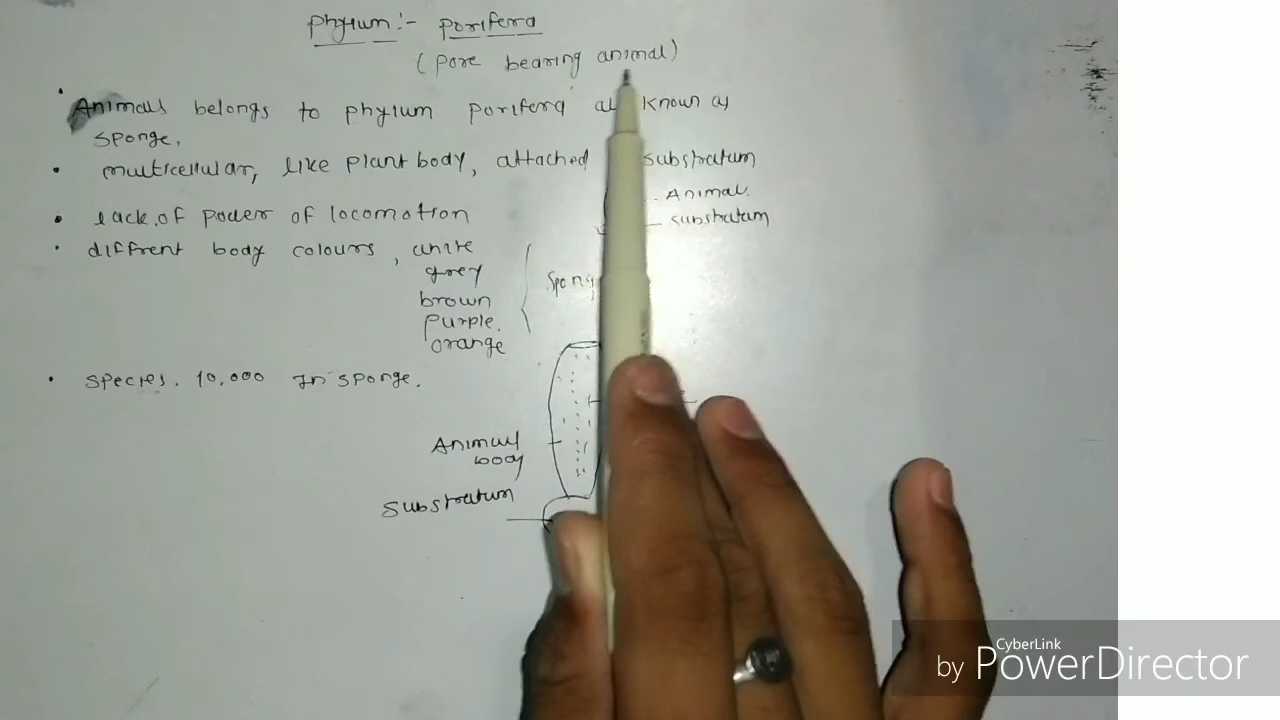 Phylum:- Porifera
(Pore bearing animal)
Animals belongs to phylum porifera known as
Sponge.
• multicellular, like plant body, attached substratum
Animal.
substratum
• lack of power of locomotion
• diffrent body colours, white
grey
brown
purple.
orange
• Species. 10,000 In sponge.
Animal
body
Substratum
CyberLink
by PowerDirector